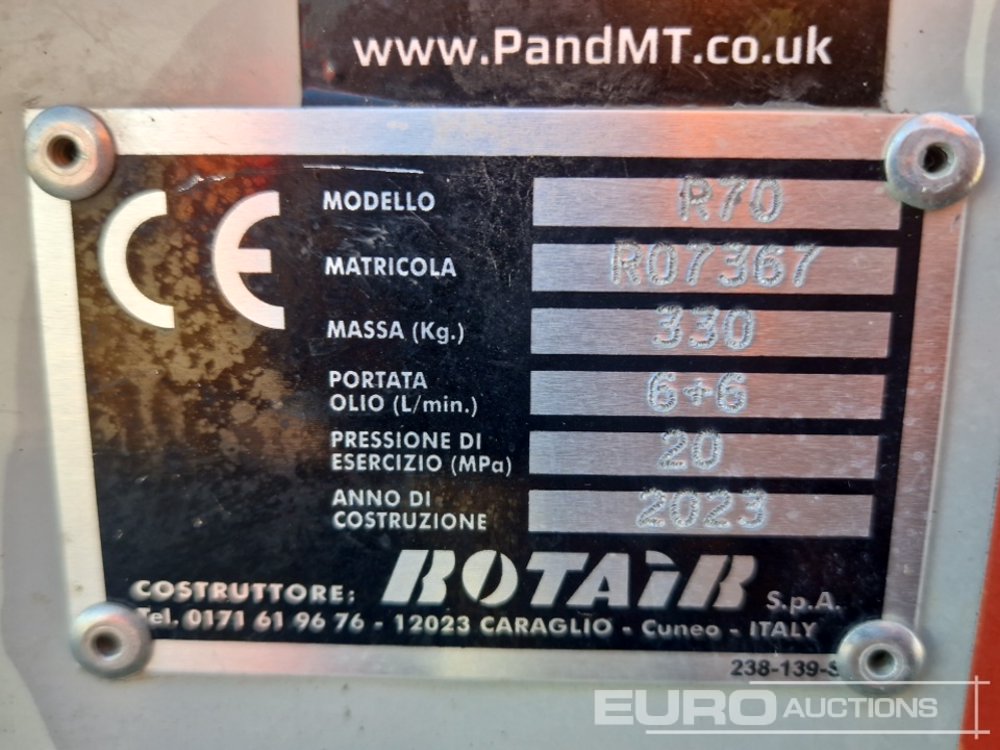 www.PandMT.co.uk
CE
MODELLO R70
MATRICOLA R07367
MASSA (Kg.) 330
PORTATA
OLIO (L/min.) 6+6
PRESSIONE DI
ESERCIZIO (MPa) 20
ANNO DI
COSTRUZIONE 2023
COSTRUTTORE: ROTAìR S.p.A.
Tel. 0171 61 96 76 - 12023 CARAGLIO - Cuneo - ITALY
238-139-S
EURO AUCTIONS